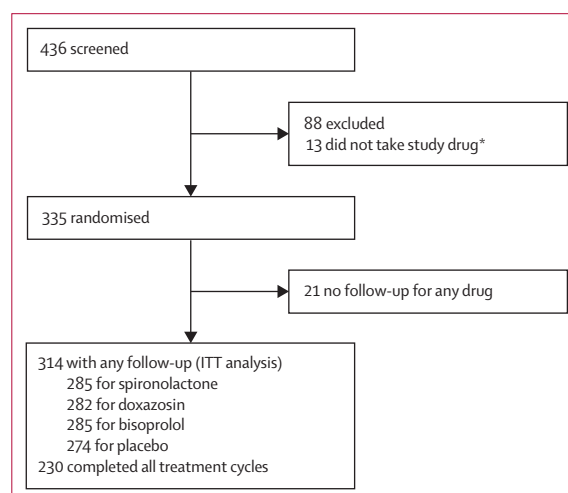 436 screened
88 excluded
13 did not take study drug*
335 randomised
21 no follow-up for any drug
314 with any follow-up (ITT analysis)
285 for spironolactone
282 for doxazosin
285 for bisoprolol
274 for placebo
230 completed all treatment cycles